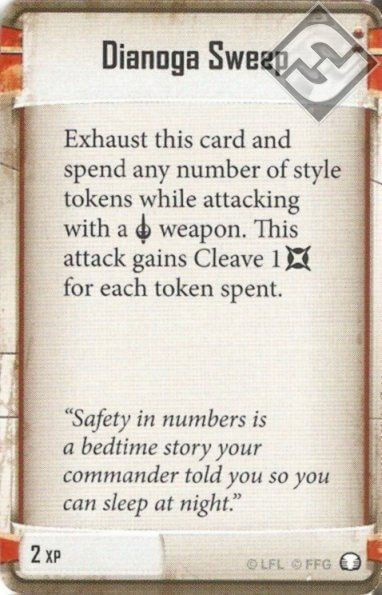 Dianoga Sweep
Exhaust this card and
spend any number of style
tokens while attacking
with a weapon. This
attack gains Cleave 1
for each token spent.
“Safety in numbers is
a bedtime story your
commander told you so you
can sleep at night.”
2 XP
© LFL © FFG